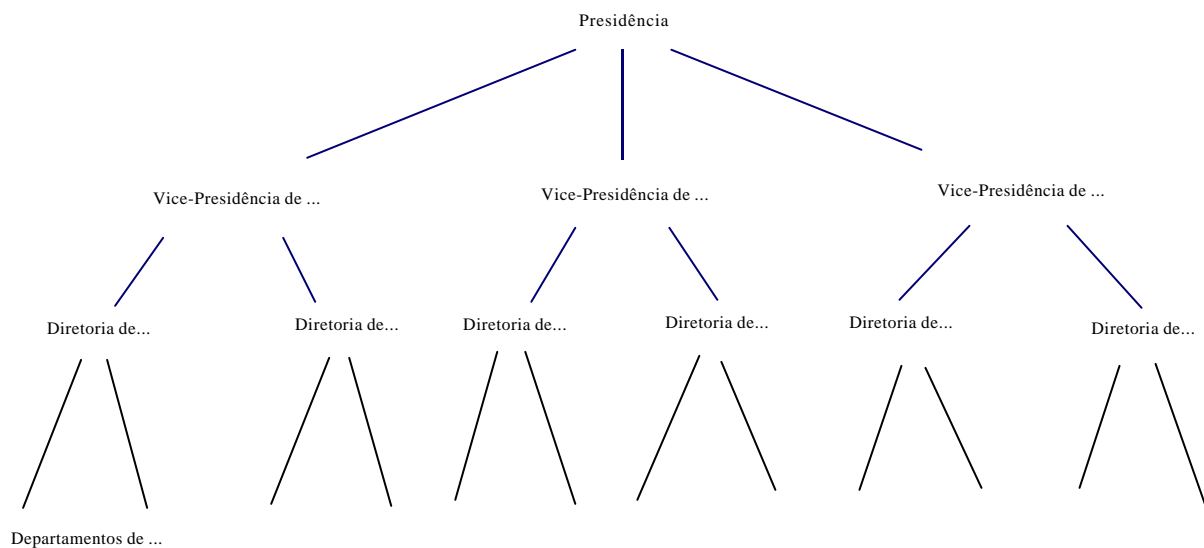 Presidência
Vice-Presidência de ...
Vice-Presidência de ...
Vice-Presidência de ...
Diretoria de...
Diretoria de...
Diretoria de...
Diretoria de...
Diretoria de...
Diretoria de...
Departamentos de ...